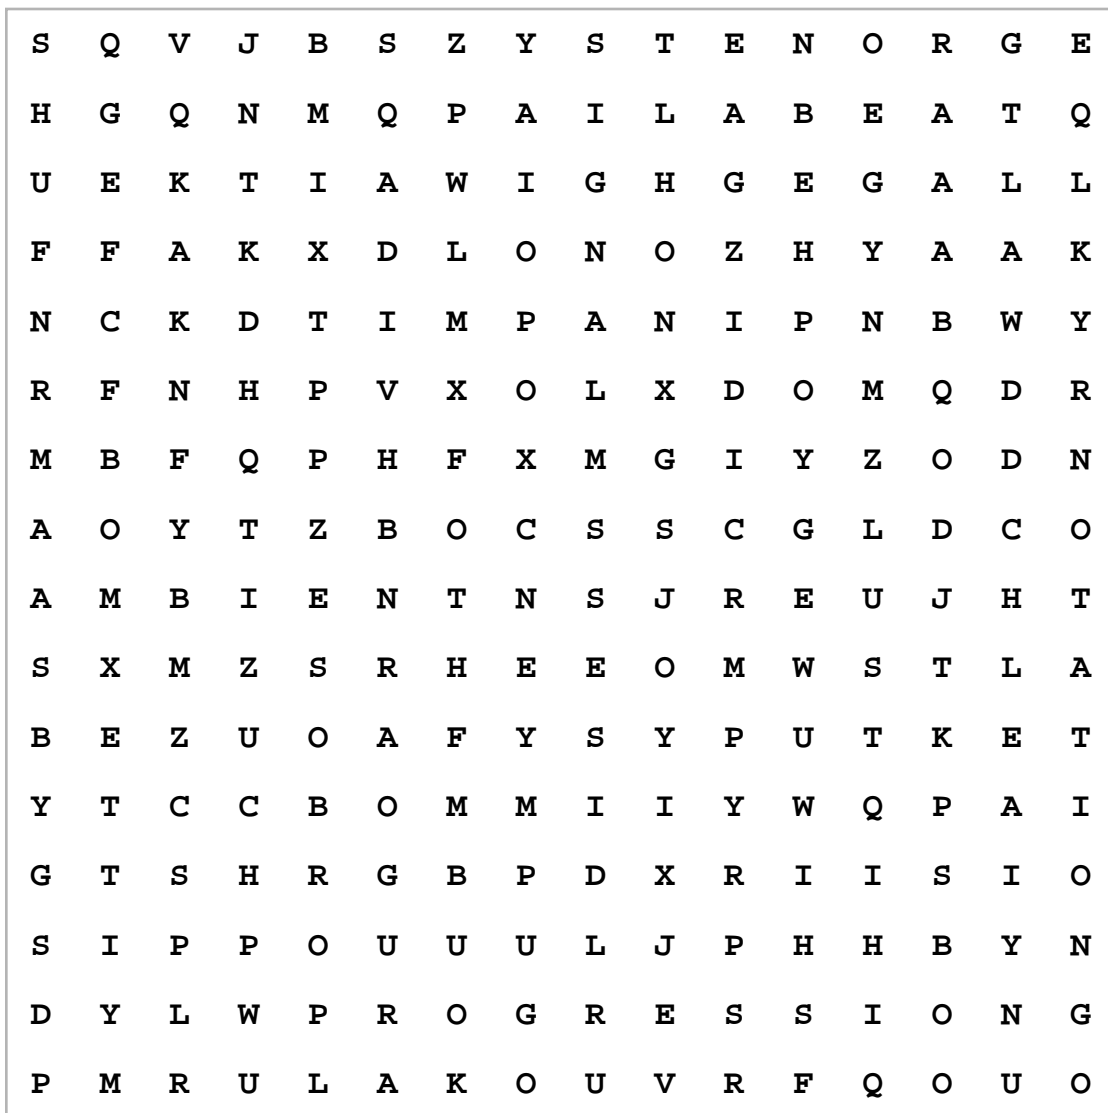 S Q V J B S Z Y S T E N O R G E
H G Q N M Q P A I L A B E A T Q
U E K T I A W I G H G E G A L L
F F A K X D L O N O Z H Y A A K
N C K D T I M P A N I P N B W Y
R F N H P V X O L X D O M Q D R
M B F Q P H F X M G I Y Z O D N
A O Y T Z B O C S S C G L D C O
A M B I E N T N S J R E U J H T
S X M Z S R H E E O M W S T L A
B E Z U O A F Y S Y P U T K E T
Y T C C B O M M I I Y W Q P A I
G T S H R G B P D X R I I S I O
S I P P O U U U L J P H H B Y N
D Y L W P R O G R E S S I O N G
P M R U L A K O U V R F Q O U O